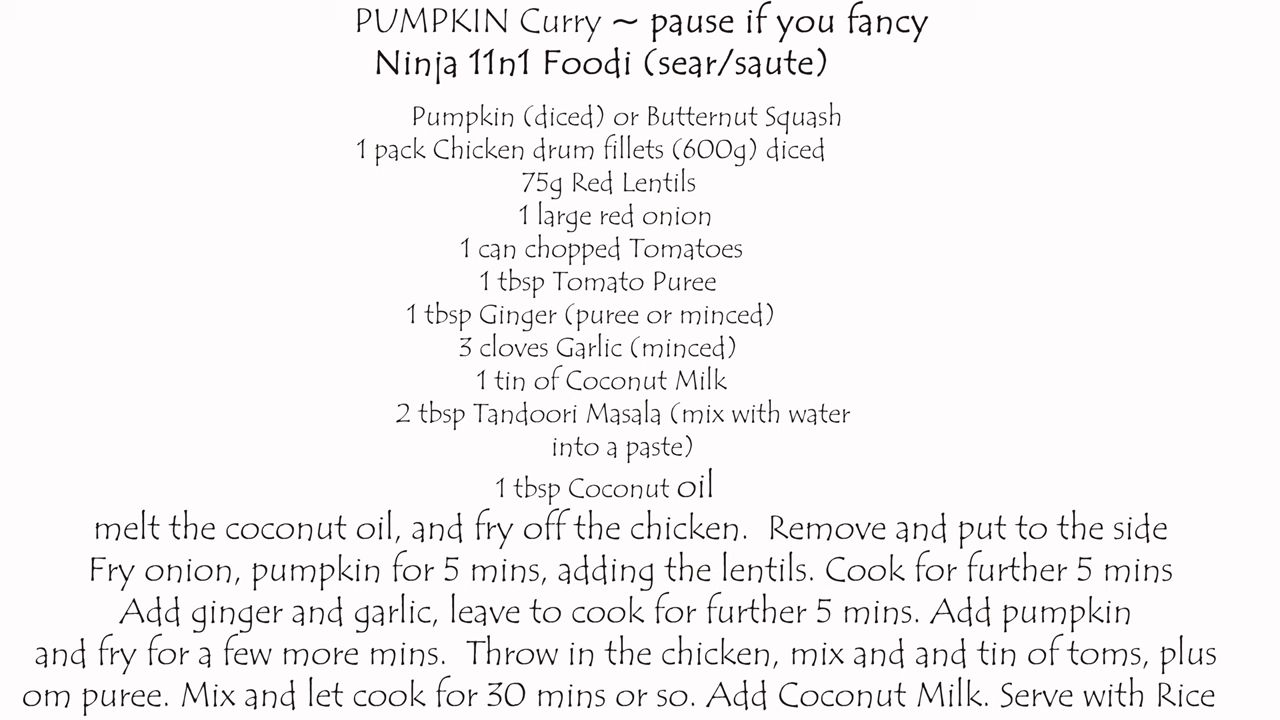 PUMPKIN Curry ~ pause if you fancy
Ninja 11n1 Foodi (sear/saute)
Pumpkin (diced) or Butternut Squash
1 pack Chicken drum fillets (600g) diced
75g Red Lentils
1 large red onion
1 can chopped Tomatoes
1 tbsp Tomato Puree
1 tbsp Ginger (puree or minced)
3 cloves Garlic (minced)
1 tin of Coconut Milk
2 tbsp Tandoori Masala (mix with water
into a paste)
1 tbsp Coconut oil
melt the coconut oil, and fry off the chicken. Remove and put to the side
Fry onion, pumpkin for 5 mins, adding the lentils. Cook for further 5 mins
Add ginger and garlic, leave to cook for further 5 mins. Add pumpkin
and fry for a few more mins. Throw in the chicken, mix and and tin of toms, plus
om puree. Mix and let cook for 30 mins or so. Add Coconut Milk. Serve with Rice